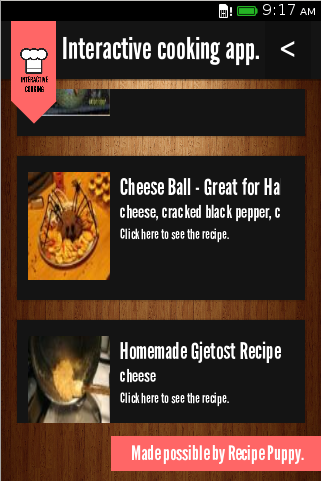 9:17 AM
Interactive cooking app.
<
INTERACTIVE
COOKING
Cheese Ball - Great for Ha
cheese, cracked black pepper, c
Click here to see the recipe.
Homemade Gjetost Recipe
cheese
Click here to see the recipe.
Made possible by Recipe Puppy.